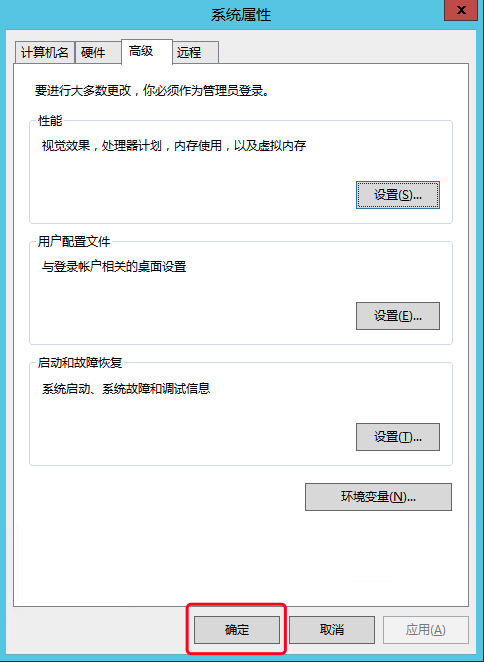 系统属性
x
计算机名 硬件 高级 远程
要进行大多数更改，你必须作为管理员登录。
性能
视觉效果，处理器计划，内存使用，以及虚拟内存
设置(S)...
用户配置文件
与登录帐户相关的桌面设置
设置(E)...
启动和故障恢复
系统启动、系统故障和调试信息
设置(T)...
环境变量(N)...
确定 取消 应用(A)